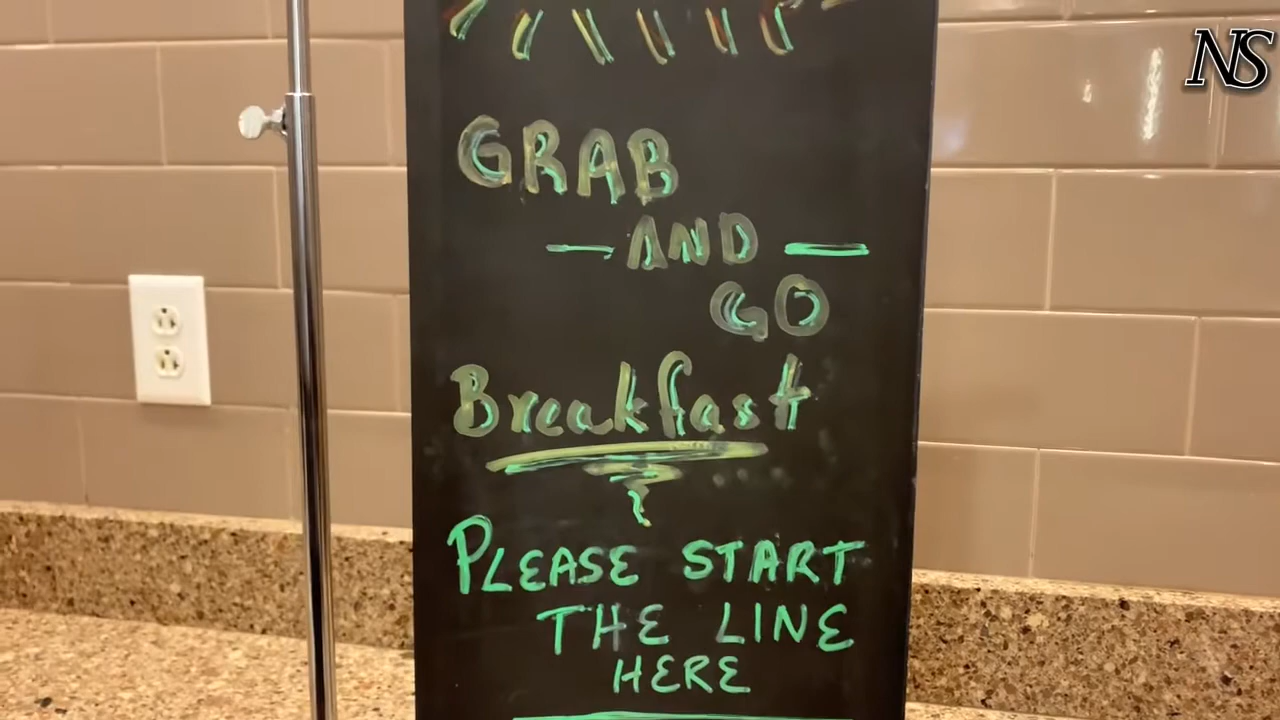 NS
GRAB
— AND —
GO
Breakfast
PLEASE START
THE LINE
HERE